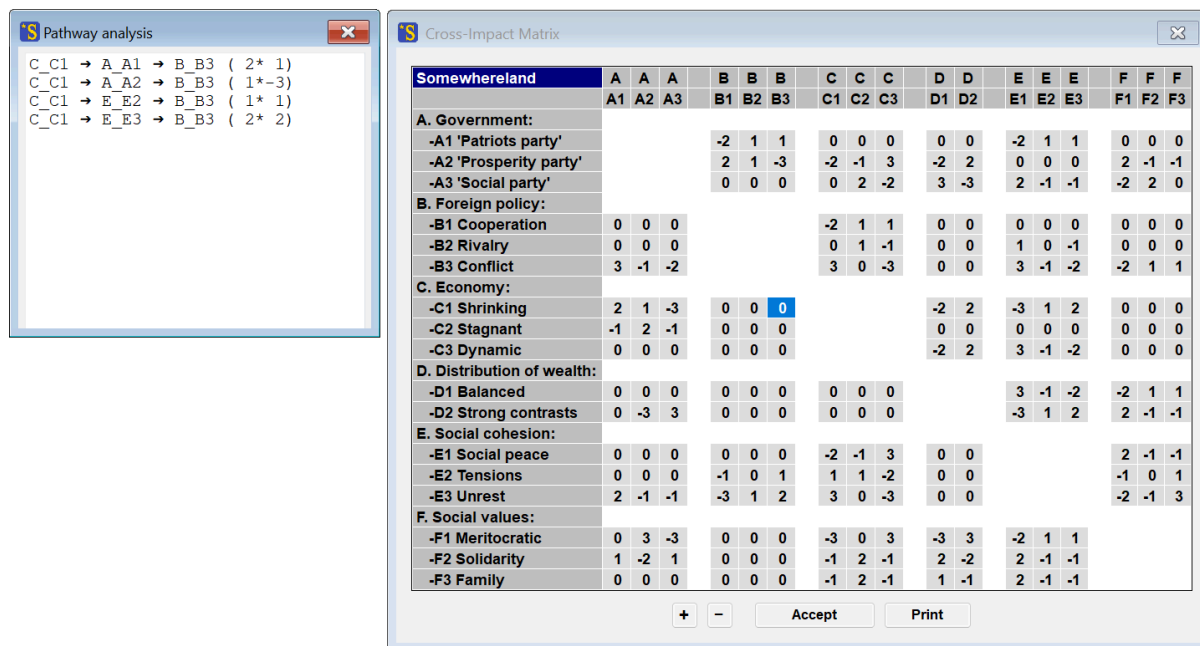 Pathway analysis
C_C1 → A_A1 → B_B3 ( 2* 1)
C_C1 → A_A2 → B_B3 ( 1*-3)
C_C1 → E_E2 → B_B3 ( 1* 1)
C_C1 → E_E3 → B_B3 ( 2* 2)
Cross-Impact Matrix
Somewhereland A A A B B B C C C D D E E E F F F
A1 A2 A3 B1 B2 B3 C1 C2 C3 D1 D2 E1 E2 E3 F1 F2 F3
A. Government:
-A1 'Patriots party' -2 1 1 0 0 0 0 0 -2 1 1 0 0 0
-A2 'Prosperity party' 2 1 -3 -2 -1 3 -2 2 0 0 0 2 -1 -1
-A3 'Social party' 0 0 0 0 2 -2 3 -3 2 -1 -1 -2 2 0
B. Foreign policy:
-B1 Cooperation 0 0 0 -2 1 1 0 0 0 0 0 0 0 0
-B2 Rivalry 0 0 0 0 1 -1 0 0 1 0 -1 0 0 0
-B3 Conflict 3 -1 -2 3 0 -3 0 0 3 -1 -2 -2 1 1
C. Economy:
-C1 Shrinking 2 1 -3 0 0 0 -2 2 -3 1 2 0 0 0
-C2 Stagnant -1 2 -1 0 0 0 0 0 0 0 0 0 0 0
-C3 Dynamic 0 0 0 0 0 0 -2 2 3 -1 -2 0 0 0
D. Distribution of wealth:
-D1 Balanced 0 0 0 0 0 0 0 0 0 3 -1 -2 -2 1 1
-D2 Strong contrasts 0 -3 3 0 0 0 0 0 0 -3 1 2 2 -1 -1
E. Social cohesion:
-E1 Social peace 0 0 0 0 0 0 -2 -1 3 0 0 2 -1 -1
-E2 Tensions 0 0 0 -1 0 1 1 1 -2 0 0 -1 0 1
-E3 Unrest 2 -1 -1 -3 1 2 3 0 -3 0 0 -2 -1 3
F. Social values:
-F1 Meritocratic 0 3 -3 0 0 0 -3 0 3 -3 3 -2 1 1
-F2 Solidarity 1 -2 1 0 0 0 -1 2 -1 2 -2 2 -1 -1
-F3 Family 0 0 0 0 0 0 -1 2 -1 1 -1 2 -1 -1
+ − Accept Print